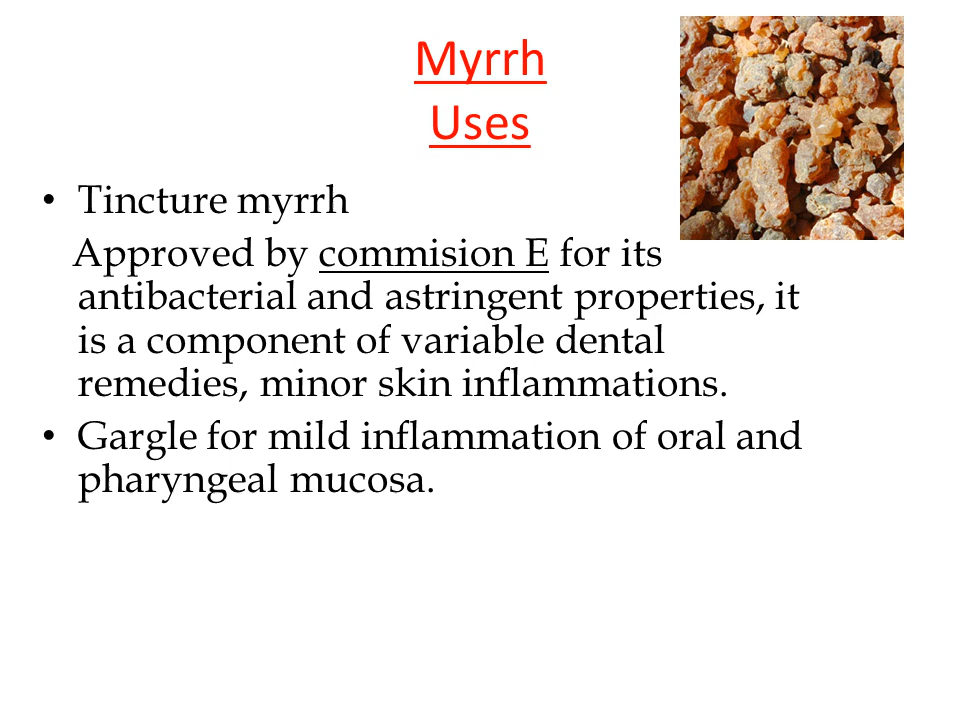 Myrrh
Uses
• Tincture myrrh
Approved by commision E for its
antibacterial and astringent properties, it
is a component of variable dental
remedies, minor skin inflammations.
• Gargle for mild inflammation of oral and
pharyngeal mucosa.